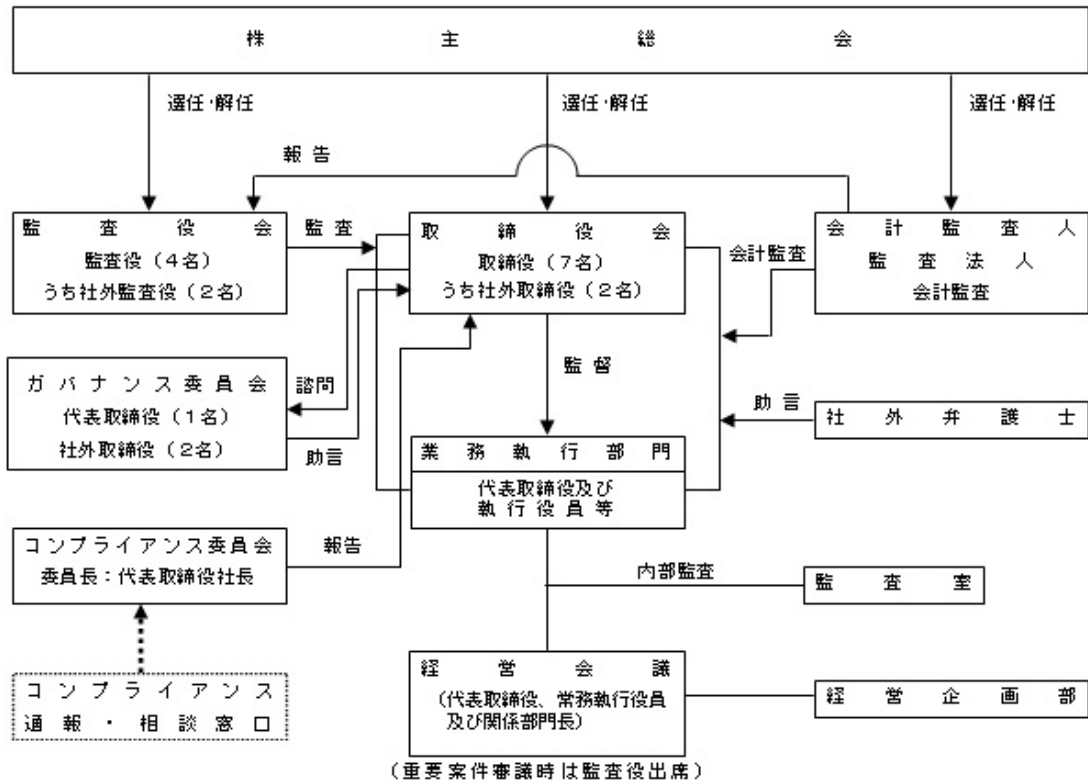 株主総会
選任・解任
選任・解任
選任・解任
報告
監査役会
監査役（4名）
うち社外監査役（2名）
監査
取締役会
取締役（7名）
うち社外取締役（2名）
会計監査
会計監査人
監査法人
会計監査
監督
ガバナンス委員会
代表取締役（1名）
社外取締役（2名）
諮問
助言
助言
社外弁護士
業務執行部門
代表取締役及び
執行役員等
コンプライアンス委員会
委員長：代表取締役社長
報告
内部監査
監査室
コンプライアンス
通報・相談窓口
経営会議
（代表取締役、常務執行役員
及び関係部門長）
経営企画部
（重要案件審議時は監査役出席）